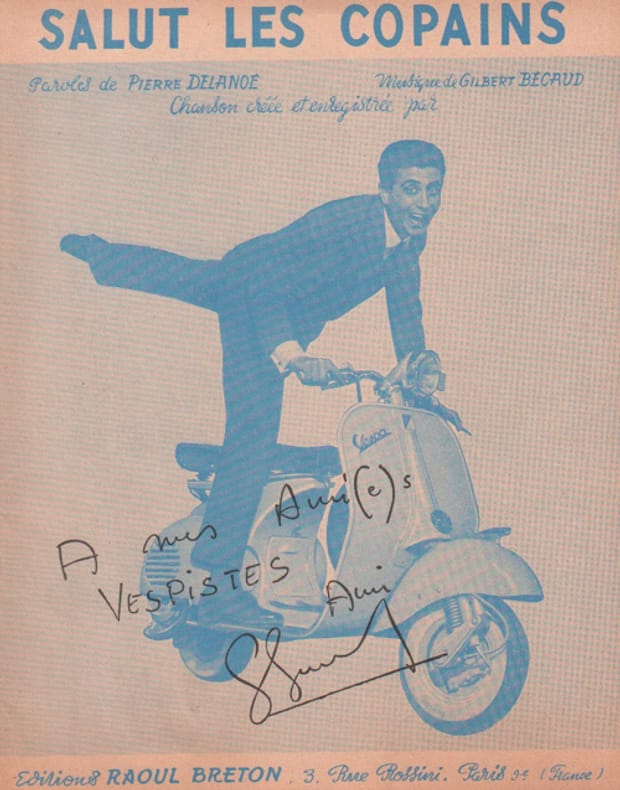 SALUT LES COPAINS
Paroles de PIERRE DELANOË Musique de GILBERT BÉCAUD
Chanson créée et enregistrée par
Vespa
A mes Ami(e)s
VESPISTES
Ami
Editions RAOUL BRETON . 3, Rue Rossini. Paris 9e (France)